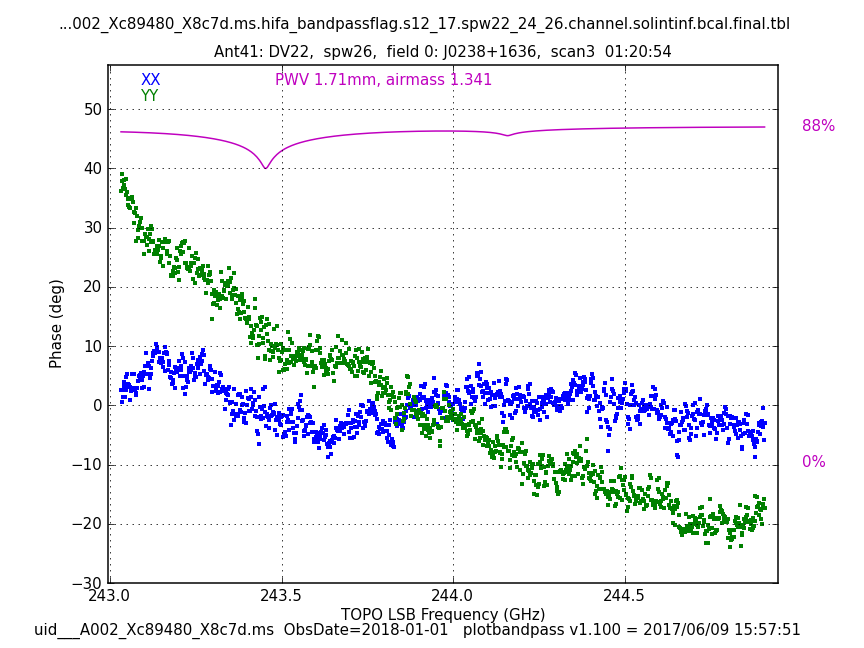 ...002_Xc89480_X8c7d.ms.hifa_bandpassflag.s12_17.spw22_24_26.channel.solintinf.bcal.final.tbl
Ant41: DV22,  spw26,  field 0: J0238+1636,  scan3  01:20:54
XX
PWV 1.71mm, airmass 1.341
YY
88%
0%
Phase (deg)
50
40
30
20
10
0
−10
−20
−30
243.0
243.5
244.0
244.5
TOPO LSB Frequency (GHz)
uid___A002_Xc89480_X8c7d.ms  ObsDate=2018-01-01   plotbandpass v1.100 = 2017/06/09 15:57:51